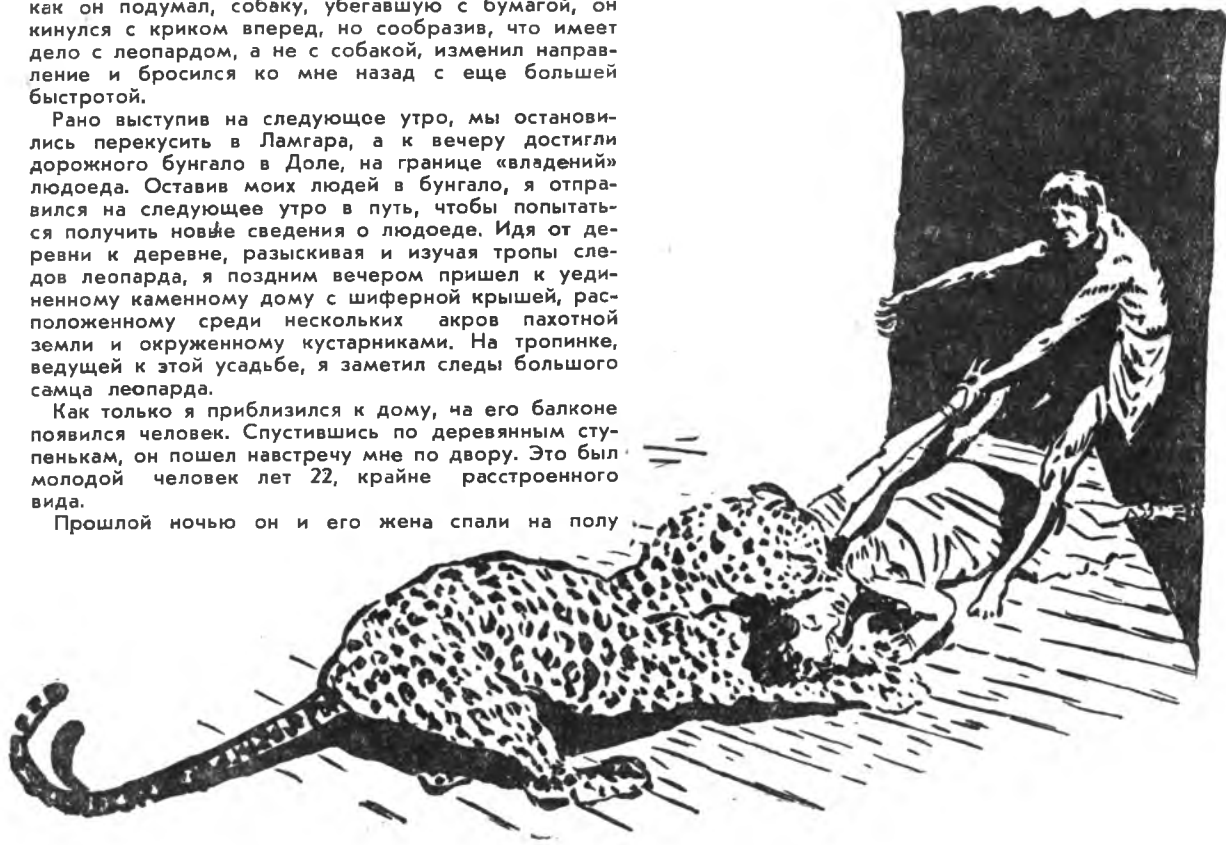 как он подумал, собаку, убегавшую с бумагой, он
кинулся с криком вперед, но сообразив, что имеет
дело с леопардом, а не с собакой, изменил направ-
ление и бросился ко мне назад с еще большей
быстротой.
Рано выступив на следующее утро, мы останови-
лись перекусить в Ламгара, а к вечеру достигли
дорожного бунгало в Доле, на границе «владений»
людоеда. Оставив моих людей в бунгало, я отпра-
вился на следующее утро в путь, чтобы попытать-
ся получить новые сведения о людоеде. Идя от де-
ревни к деревне, разыскивая и изучая тропы сле-
дов леопарда, я поздним вечером пришел к уеди-
ненному каменному дому с шиферной крышей, рас-
положенному среди нескольких акров пахотной
земли и окруженному кустарниками. На тропинке,
ведущей к этой усадьбе, я заметил следы большого
самца леопарда.
Как только я приблизился к дому, на его балконе
появился человек. Спустившись по деревянным сту-
пенькам, он пошел навстречу мне по двору. Это был
молодой человек лет 22, крайне расстроенного
вида.
Прошлой ночью он и его жена спали на полу